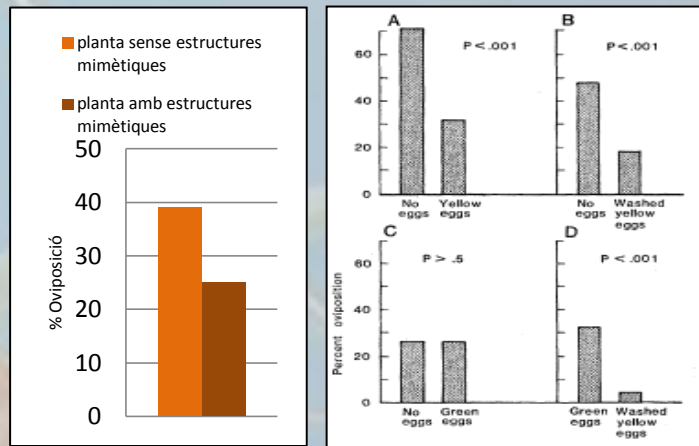 planta sense estructures
mimètiques
planta amb estructures
mimètiques
50
40
30
20
10
0
% Oviposició
A
P <.001
60
40
20
0
No
eggs
Yellow
eggs
B
P <.001
No
eggs
Washed
yellow
eggs
C
P > .5
60
40
20
0
Percent oviposition
No
eggs
Green
eggs
D
P <.001
Green
eggs
Washed
yellow
eggs